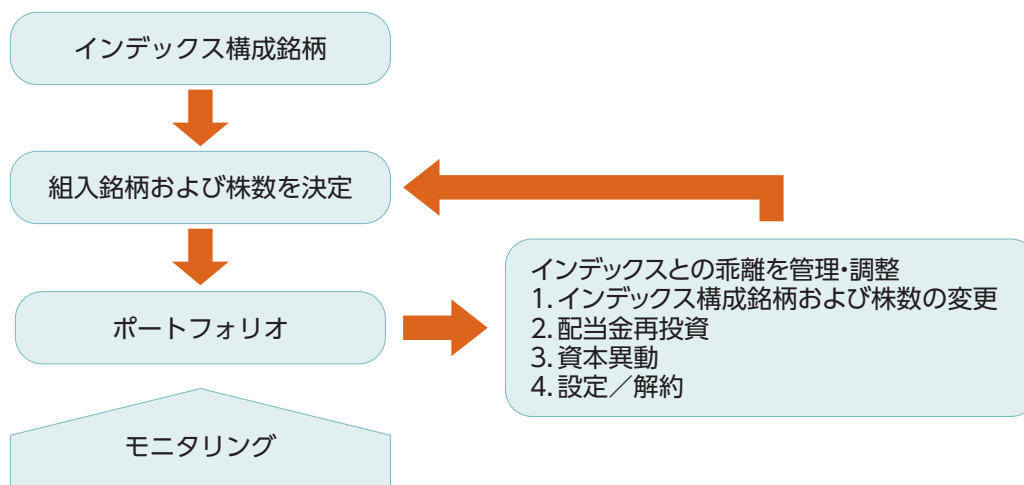 インデックス構成銘柄
組入銘柄および株数を決定
ポートフォリオ
インデックスとの乖離を管理・調整
1.インデックス構成銘柄および株数の変更
2.配当金再投資
3.資本異動
4.設定／解約
モニタリング